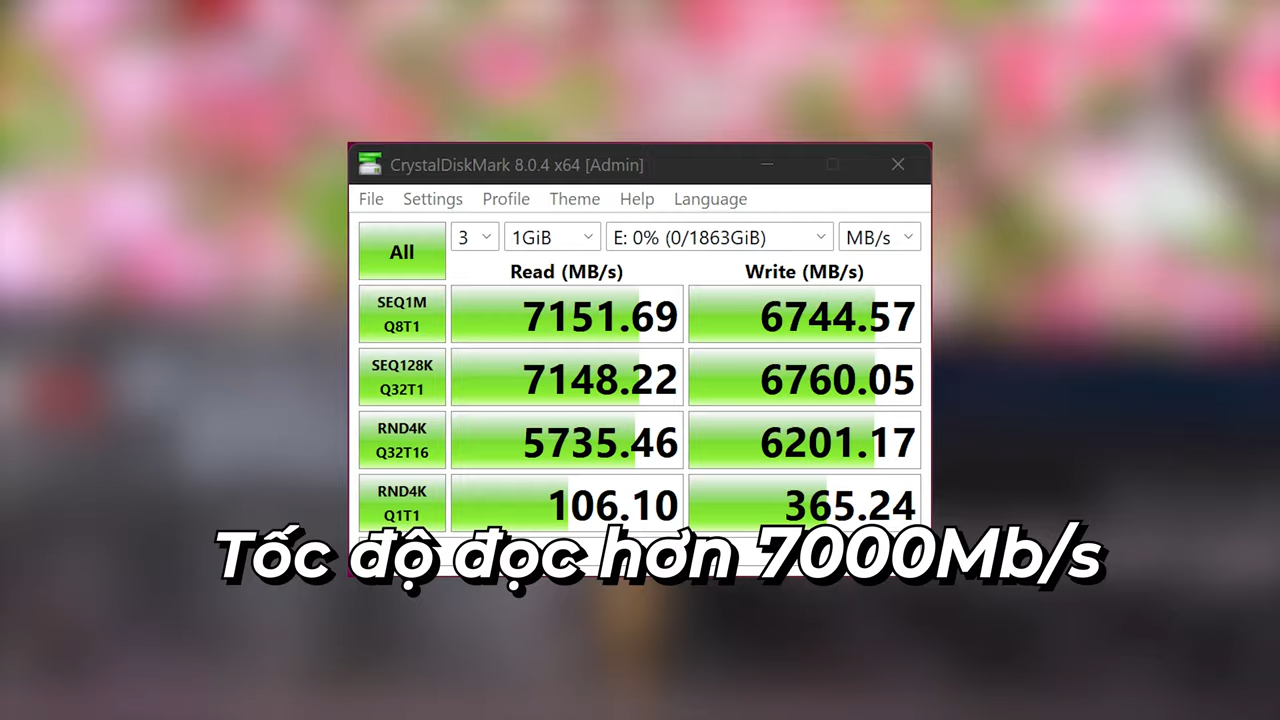 CrystalDiskMark 8.0.4 x64 [Admin]
File Settings Profile Theme Help Language
All 3 1GiB E: 0% (0/1863GiB) MB/s
Read (MB/s) Write (MB/s)
SEQ1M Q8T1 7151.69 6744.57
SEQ128K Q32T1 7148.22 6760.05
RND4K Q32T16 5735.46 6201.17
RND4K Q1T1 106.10 365.24
Tốc độ đọc hơn 7000Mb/s